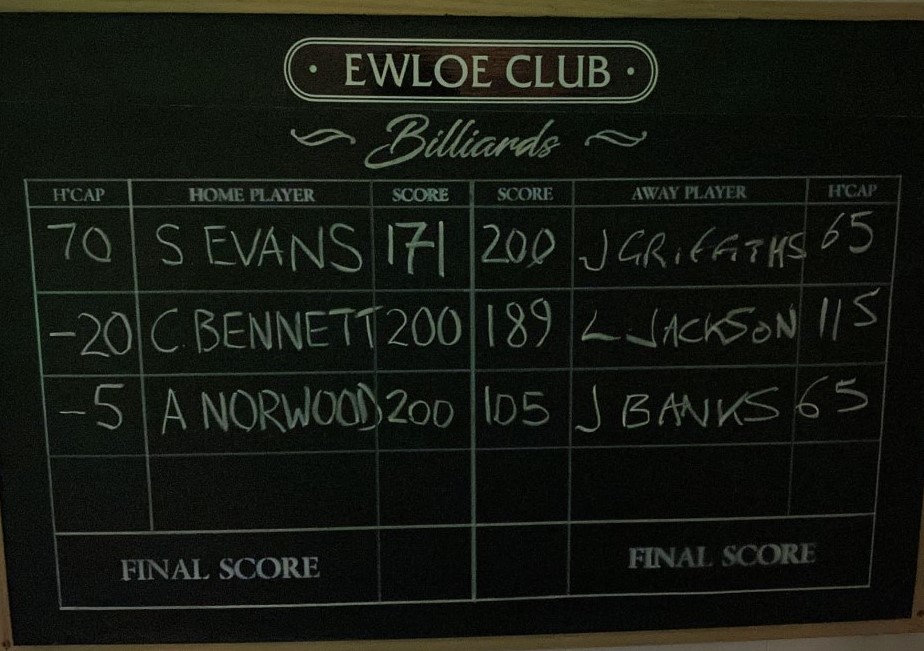 · EWLOE CLUB ·
Billiards
H'CAP HOME PLAYER SCORE SCORE AWAY PLAYER H'CAP
70 S EVANS 171 200 J GRiFFiTHS 65
-20 C. BENNETT 200 189 L JACKSON 115
-5 A NORWOOD 200 105 J BANKS 65
FINAL SCORE FINAL SCORE